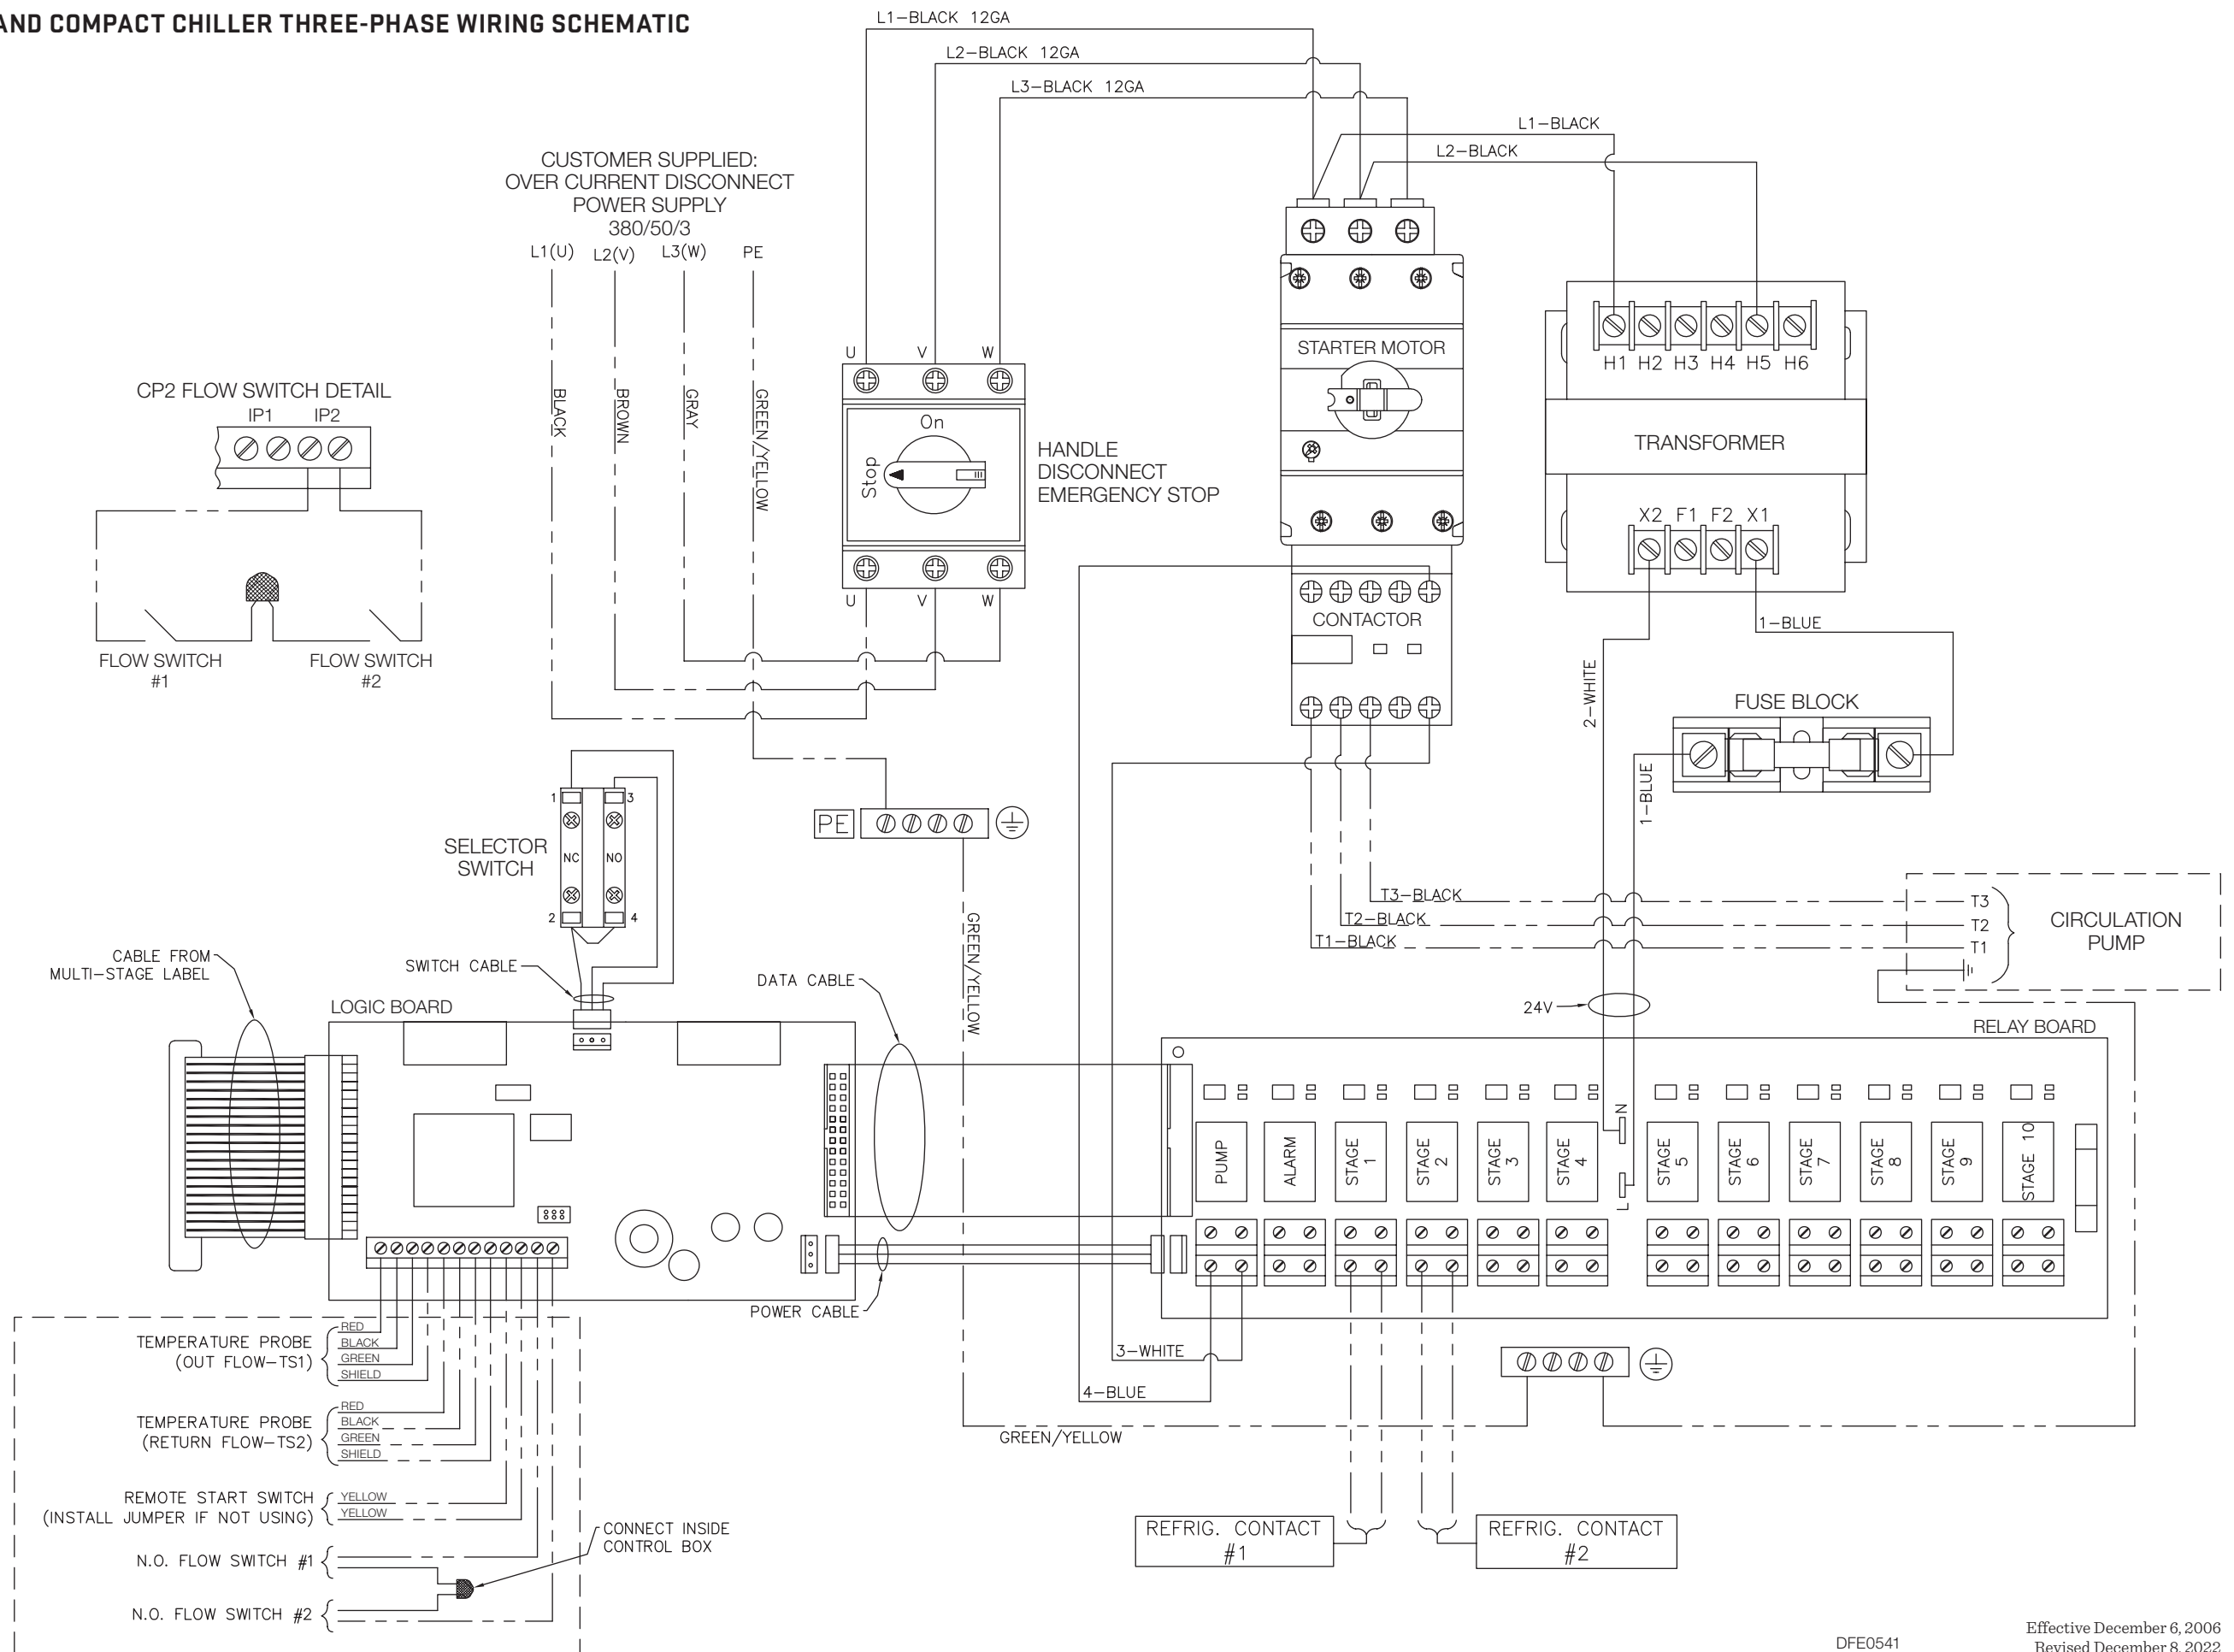 AND COMPACT CHILLER THREE-PHASE WIRING SCHEMATIC
L1-BLACK 12GA
L2-BLACK 12GA
L3-BLACK 12GA
L1-BLACK
L2-BLACK
CUSTOMER SUPPLIED:
OVER CURRENT DISCONNECT
POWER SUPPLY
380/50/3
L1(U)
L2(V)
L3(W)
PE
BLACK
BROWN
GRAY
GREEN/YELLOW
U
V
W
On
Stop
U
V
W
HANDLE
DISCONNECT
EMERGENCY STOP
STARTER MOTOR
CONTACTOR
H1 H2 H3 H4 H5 H6
TRANSFORMER
X2 F1 F2 X1
1-BLUE
2-WHITE
FUSE BLOCK
1-BLUE
CP2 FLOW SWITCH DETAIL
IP1
IP2
FLOW SWITCH
#1
FLOW SWITCH
#2
1
3
NC
NO
2
4
SELECTOR
SWITCH
PE
GREEN/YELLOW
T3-BLACK
T2-BLACK
T1-BLACK
T3
T2
T1
CIRCULATION
PUMP
24V
CABLE FROM
MULTI-STAGE LABEL
SWITCH CABLE
DATA CABLE
LOGIC BOARD
RELAY BOARD
PUMP
ALARM
STAGE
1
STAGE
2
STAGE
3
STAGE
4
N
L
STAGE
5
STAGE
6
STAGE
7
STAGE
8
STAGE
9
STAGE 10
POWER CABLE
3-WHITE
4-BLUE
GREEN/YELLOW
TEMPERATURE PROBE
(OUT FLOW-TS1)
RED
BLACK
GREEN
SHIELD
TEMPERATURE PROBE
(RETURN FLOW-TS2)
RED
BLACK
GREEN
SHIELD
REMOTE START SWITCH
(INSTALL JUMPER IF NOT USING)
YELLOW
YELLOW
N.O. FLOW SWITCH #1
N.O. FLOW SWITCH #2
CONNECT INSIDE
CONTROL BOX
REFRIG. CONTACT
#1
REFRIG. CONTACT
#2
DFE0541
Effective December 6, 2006
Revised December 8, 2022